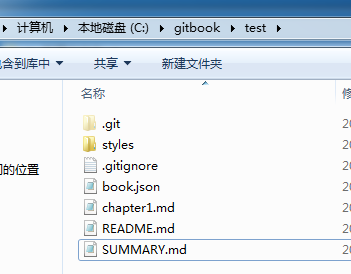 计算机 本地磁盘 (C:) gitbook test
含到库中 共享 新建文件夹
名称
.git
styles
.gitignore
的位置
book.json
chapter1.md
README.md
SUMMARY.md